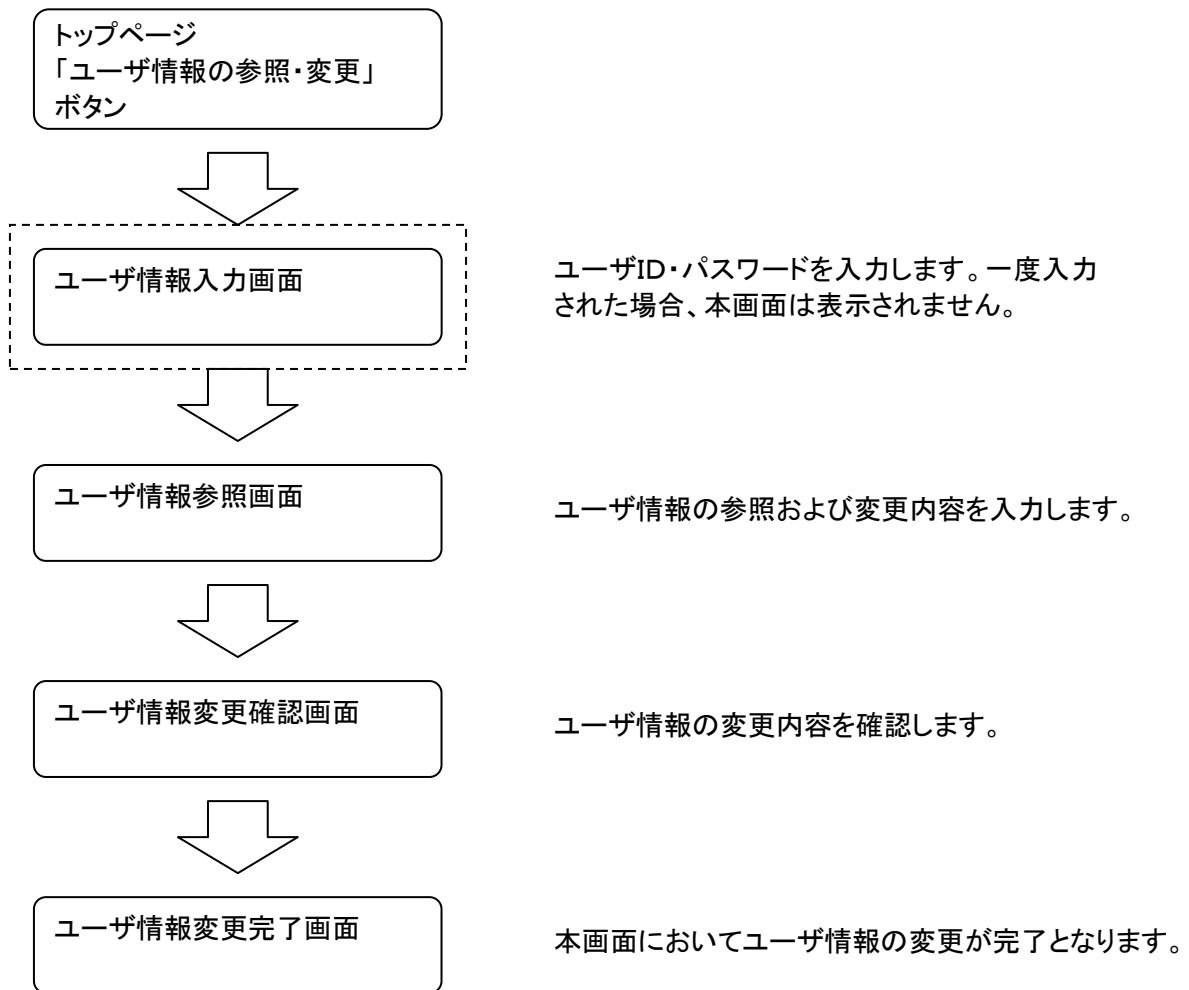 トップページ
「ユーザ情報の参照・変更」
ボタン
ユーザ情報入力画面
ユーザID・パスワードを入力します。一度入力
された場合、本画面は表示されません。
ユーザ情報参照画面
ユーザ情報の参照および変更内容を入力します。
ユーザ情報変更確認画面
ユーザ情報の変更内容を確認します。
ユーザ情報変更完了画面
本画面においてユーザ情報の変更が完了となります。